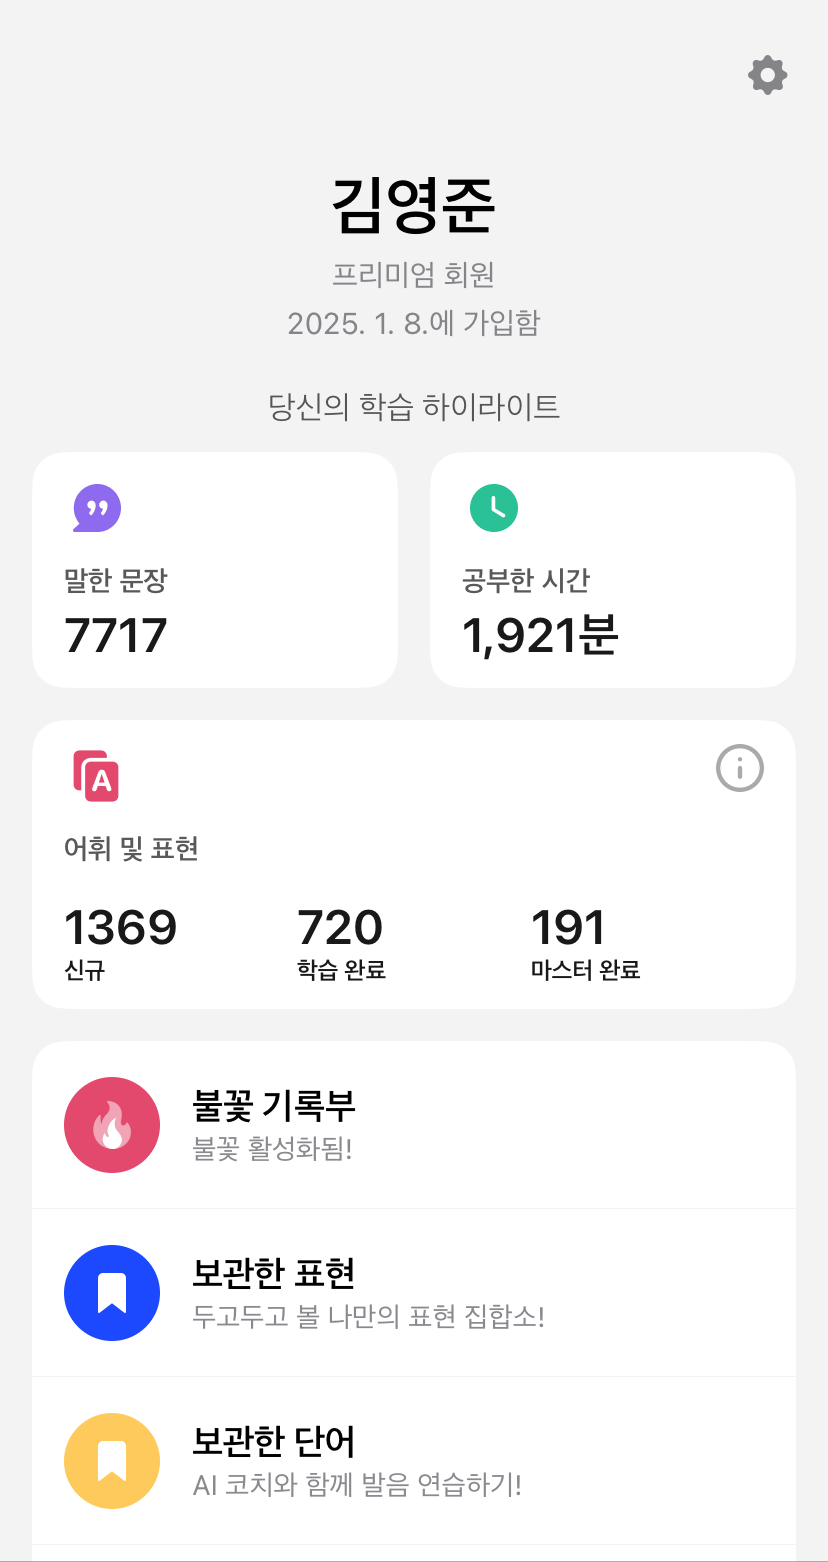 김영준
프리미엄 회원
2025. 1. 8.에 가입함
당신의 학습 하이라이트
말한 문장
7717
공부한 시간
1,921분
A
어휘 및 표현
1369
신규
720
학습 완료
191
마스터 완료
불꽃 기록부
불꽃 활성화됨!
보관한 표현
두고두고 볼 나만의 표현 집합소!
보관한 단어
AI 코치와 함께 발음 연습하기!